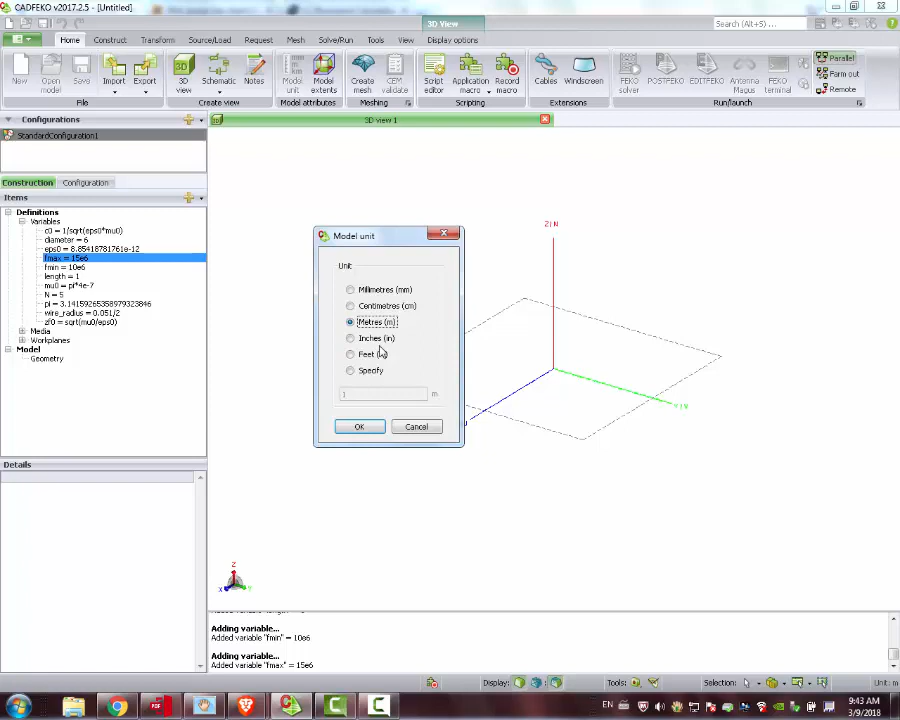 CADFEKO v2017.2.5 - [Untitled]
3D View
Search (Alt+S) ...
Home
Construct
Transform
Source/Load
Request
Mesh
Solve/Run
Tools
View
Display options
New
Open model
Save
Import
Export
3D view
Schematic
Notes
Model unit
Model extents
Create mesh
CEM validate
Script editor
Application macro
Record macro
Cables
Windscreen
FEKO solver
POSTFEKO
EDITFEKO
Antenna Magus
FEKO terminal
Parallel
Farm out
Remote
File
Create view
Model attributes
Meshing
Scripting
Extensions
Run/launch
Configurations
3D view 1
StandardConfiguration1
Construction
Configuration
Items
Definitions
Variables
c0 = 1/sqrt(eps0*mu0)
diameter = 6
eps0 = 8.85418781761e-12
fmax = 15e6
fmin = 10e6
length = 1
mu0 = pi*4e-7
N = 5
pi = 3.14159265358979323846
wire_radius = 0.051/2
zf0 = sqrt(mu0/eps0)
Media
Workplanes
Model
Geometry
Model unit
Unit
Millimetres (mm)
Centimetres (cm)
Metres (m)
Inches (in)
Feet
Specify
1
m
OK
Cancel
Z
X
Y
Details
Adding variable...
Added variable "fmin" = 10e6
Adding variable...
Added variable "fmax" = 15e6
Display:
Tools:
Selection:
Unit: m
PDF
EN
9:43 AM
3/9/2018